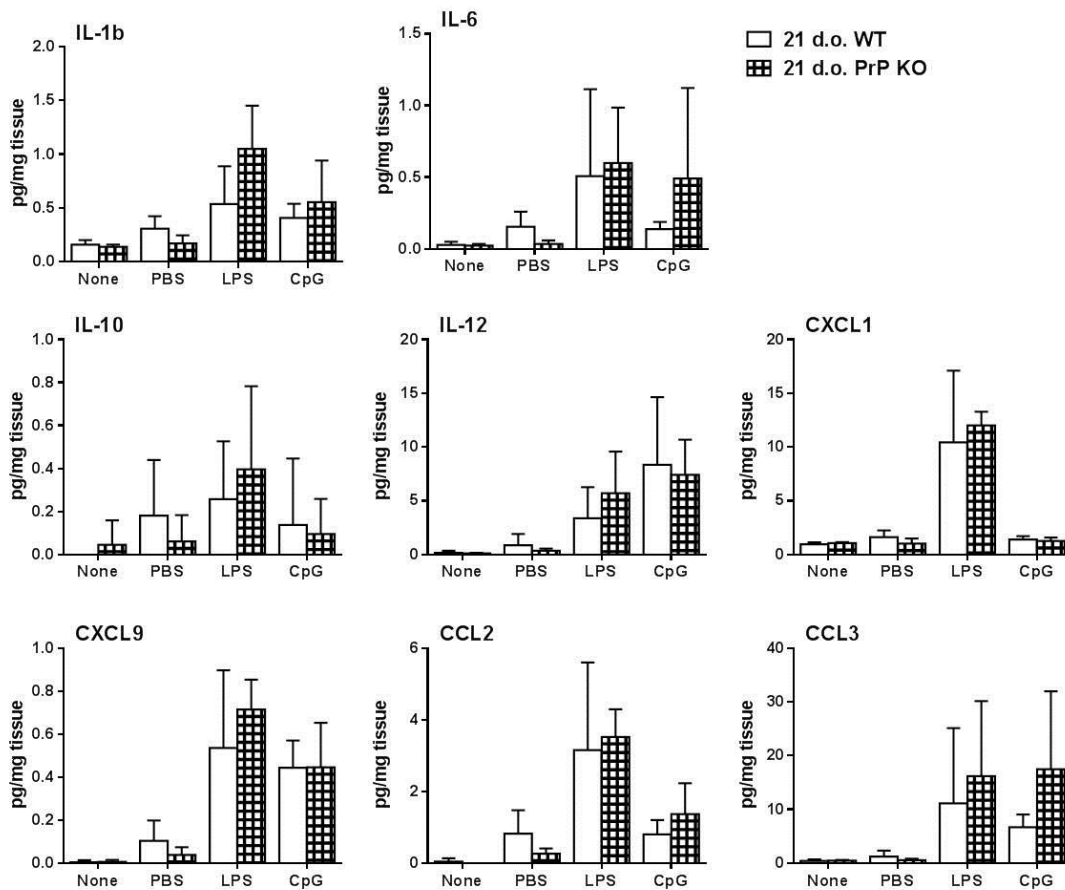 IL-1b
2.0
1.5
1.0
0.5
0.0
pg/mg tissue
None PBS LPS CpG
IL-6
1.5
1.0
0.5
0.0
pg/mg tissue
None PBS LPS CpG
21 d.o. WT
21 d.o. PrP KO
IL-10
1.0
0.8
0.6
0.4
0.2
0.0
pg/mg tissue
None PBS LPS CpG
IL-12
20
15
10
5
0
pg/mg tissue
None PBS LPS CpG
CXCL1
20
15
10
5
0
pg/mg tissue
None PBS LPS CpG
CXCL9
1.0
0.8
0.6
0.4
0.2
0.0
pg/mg tissue
None PBS LPS CpG
CCL2
6
4
2
0
pg/mg tissue
None PBS LPS CpG
CCL3
40
30
20
10
0
pg/mg tissue
None PBS LPS CpG